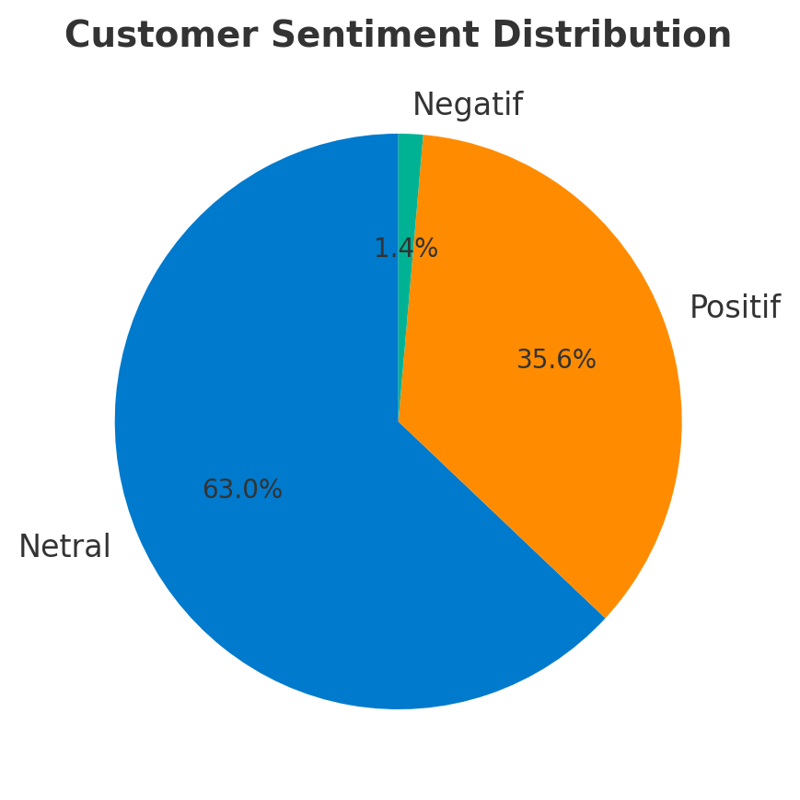 Customer Sentiment Distribution
Negatif
1.4%
Positif
35.6%
63.0%
Netral